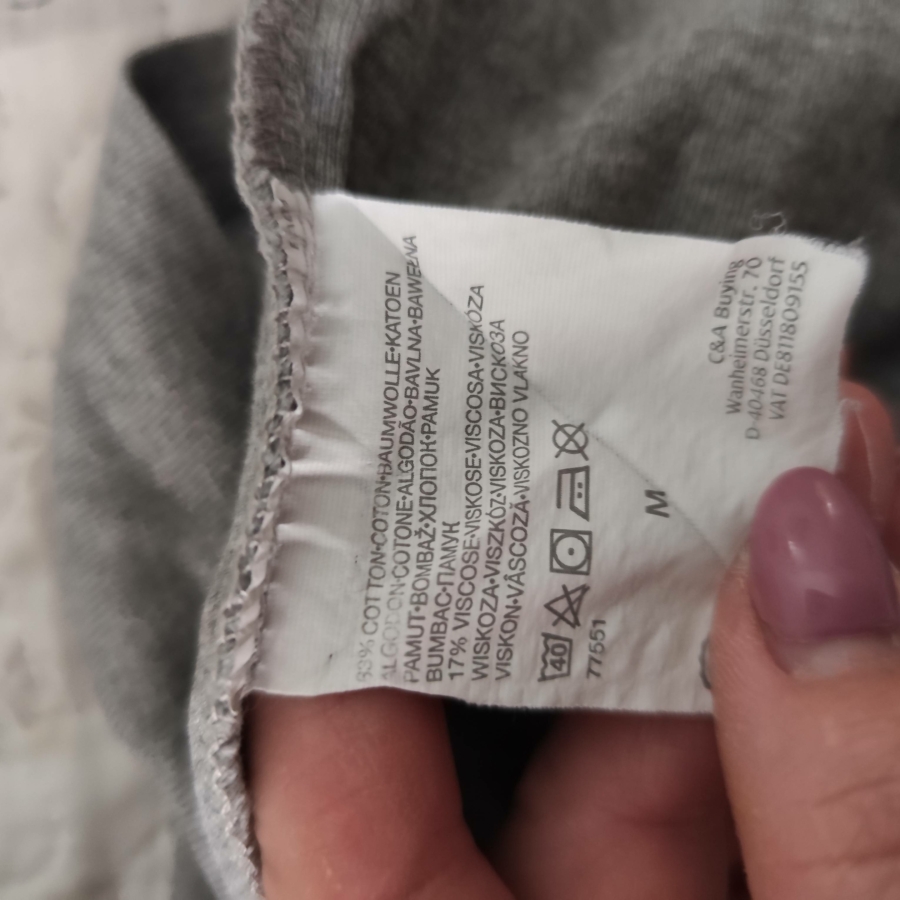 83% COTTON•COTON•BAUMWOLLE•KATOEN
ALGODON•COTONE•ALGODÃO•BAVLNA•BAWEŁNA
PAMUT•BOMBAŽ•ХЛОПОК•PAMUK
BUMBAC•ПАМУК
17% VISCOSE•VISKOSE•VISCOSA•VISKÓZA
WISKOZA•VISZKÓZ•VISKOZA•ВИСКОЗА
VISKON•VÂSCOZĂ•VISKOZNO VLAKNO
40
77551
M
C&A Buying
Wanheimerstr. 70
D-40468 Düsseldorf
VAT DE811809155